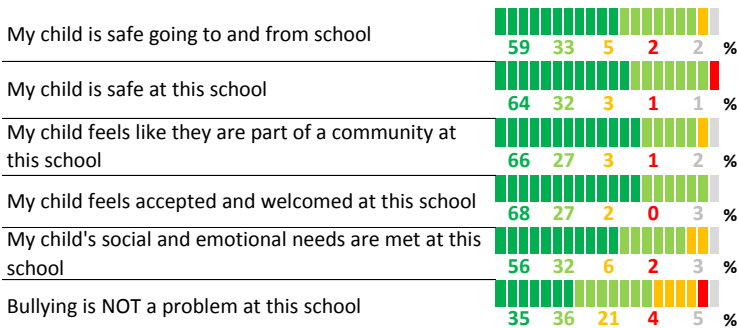 My child is safe going to and from school
59 33 5 2 2 %
My child is safe at this school
64 32 3 1 1 %
My child feels like they are part of a community at
this school
66 27 3 1 2 %
My child feels accepted and welcomed at this school
68 27 2 0 3 %
My child's social and emotional needs are met at this
school
56 32 6 2 3 %
Bullying is NOT a problem at this school
35 36 21 4 5 %